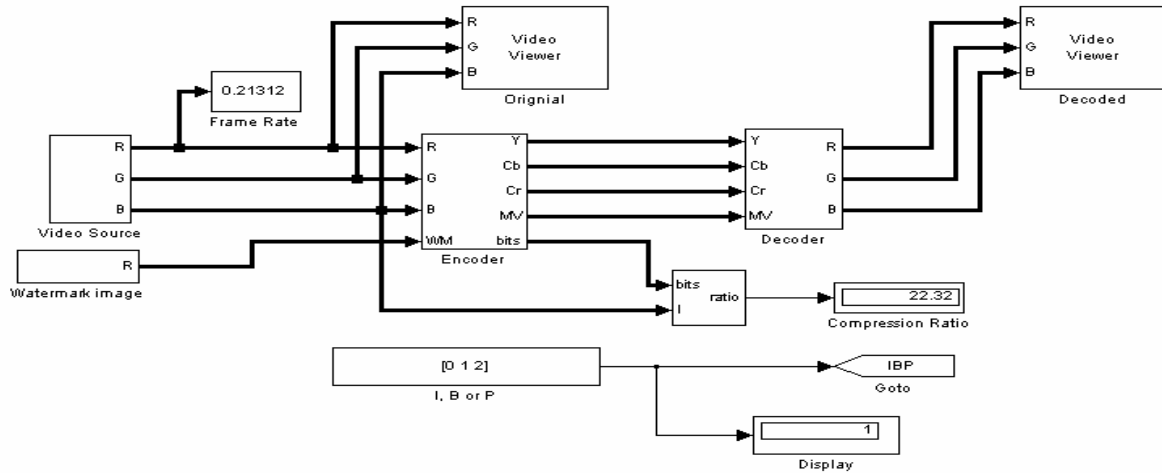 R
G
B
Video
Viewer
Orignial
R
G
B
Video
Viewer
Decoded
0.21312
Frame Rate
R
G
B
Video Source
R
G
B
WM
Y
Cb
Cr
MV
bits
Encoder
Y
Cb
Cr
MV
R
G
B
Decoder
R
Watermark image
bits
I
ratio
22.32
Compression Ratio
[0 1 2]
I, B or P
IBP
Goto
1
Display